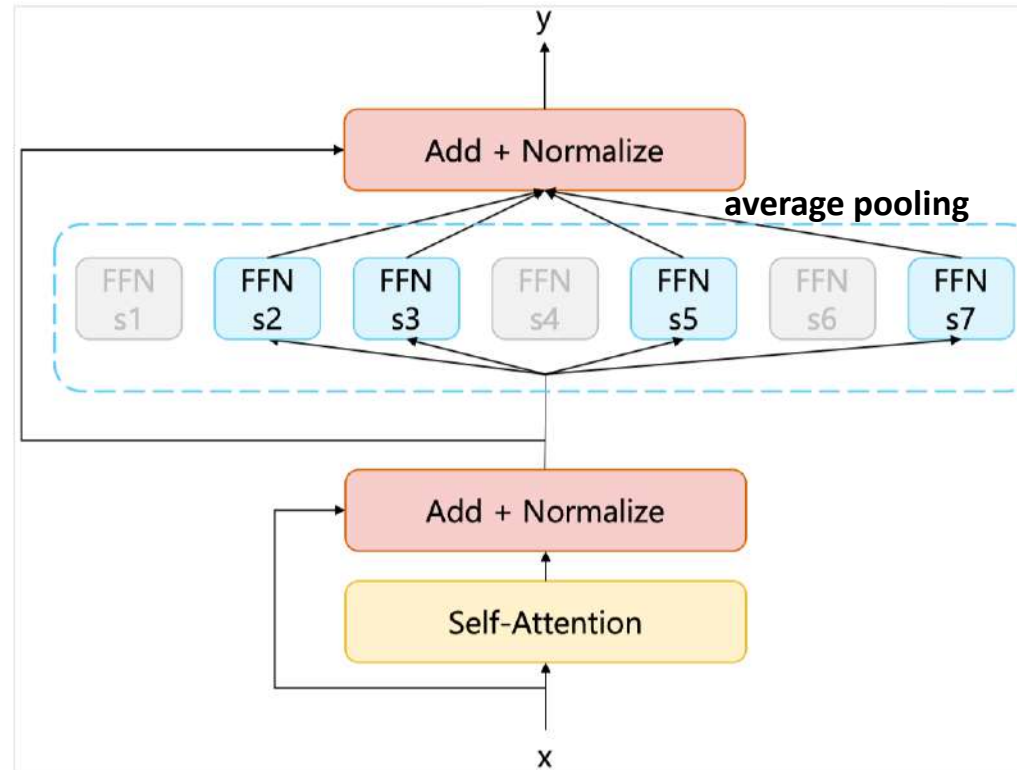 y
Add + Normalize
average pooling
FFN
s1
FFN
s2
FFN
s3
FFN
s4
FFN
s5
FFN
s6
FFN
s7
Add + Normalize
Self-Attention
x